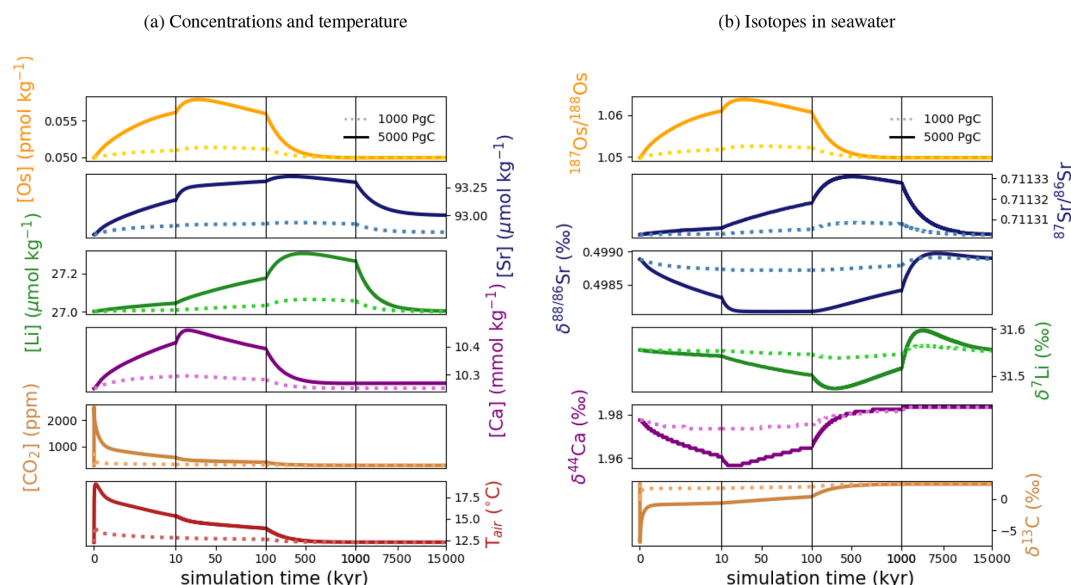 (a) Concentrations and temperature
(b) Isotopes in seawater
[Os] (pmol kg⁻¹)
0.055
0.050
1000 PgC
5000 PgC
[Sr] (μmol kg⁻¹)
93.25
93.00
[Li] (μmol kg⁻¹)
27.2
27.0
[Ca] (mmol kg⁻¹)
10.4
10.3
[CO₂] (ppm)
2000
1000
T_air (°C)
17.5
15.0
12.5
0 10 50 100 500 1000 5000 10000 15000
simulation time (kyr)
¹⁸⁷Os/¹⁸⁸Os
1.06
1.05
1000 PgC
5000 PgC
⁸⁷Sr/⁸⁶Sr
0.71133
0.71132
0.71131
δ⁸⁸/⁸⁶Sr (‰)
0.4990
0.4985
δ⁷Li (‰)
31.6
31.5
δ⁴⁴Ca (‰)
1.98
1.96
δ¹³C (‰)
0
−5
0 10 50 100 500 1000 7500 15000
simulation time (kyr)